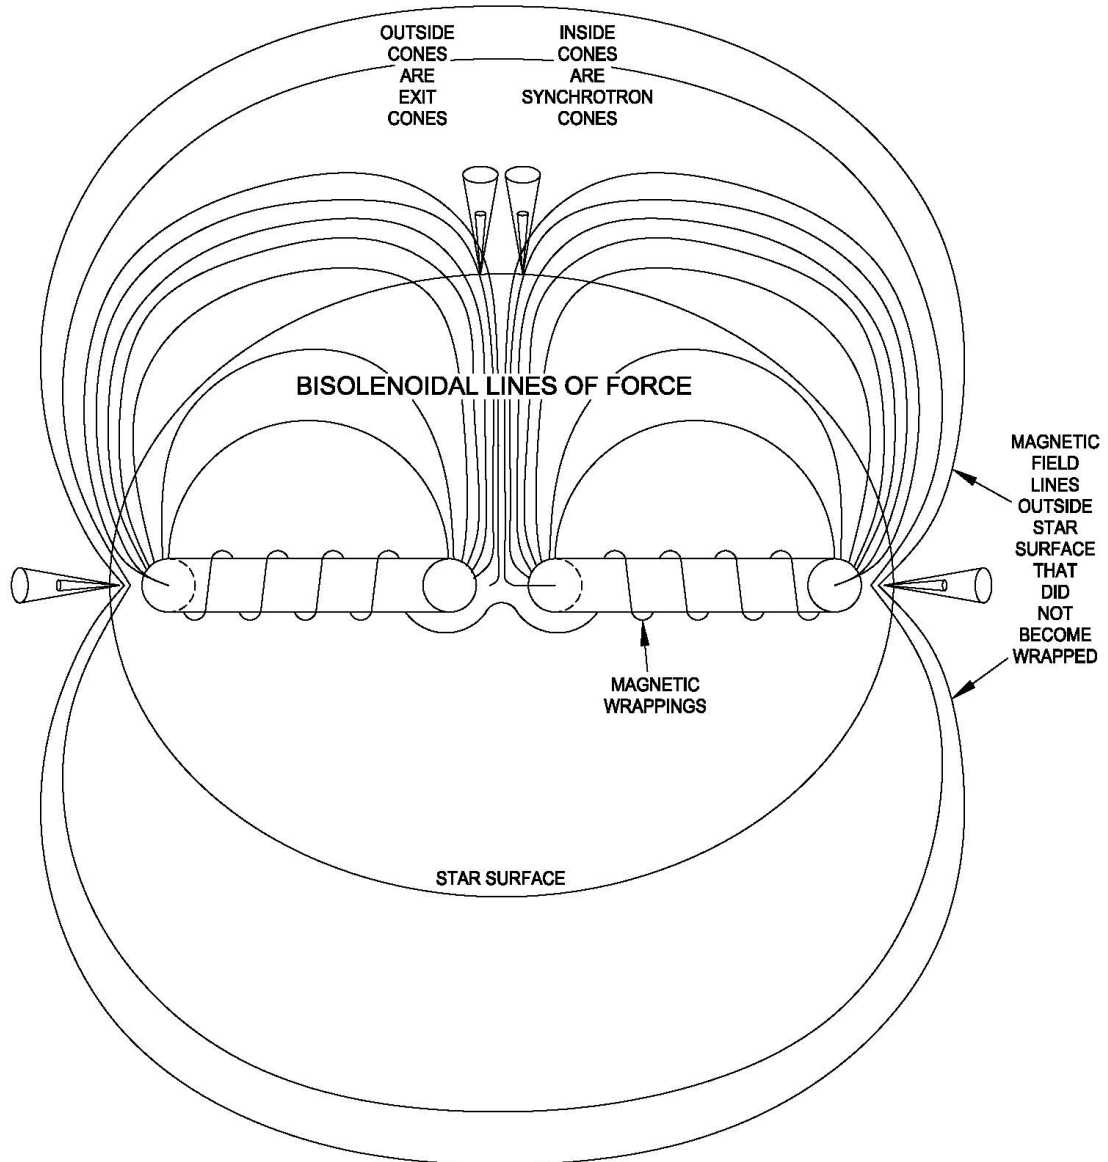 OUTSIDE
CONES
ARE
EXIT
CONES
INSIDE
CONES
ARE
SYNCHROTRON
CONES
BISOLENOIDAL LINES OF FORCE
MAGNETIC
FIELD
LINES
OUTSIDE
STAR
SURFACE
THAT
DID
NOT
BECOME
WRAPPED
MAGNETIC
WRAPPINGS
STAR SURFACE